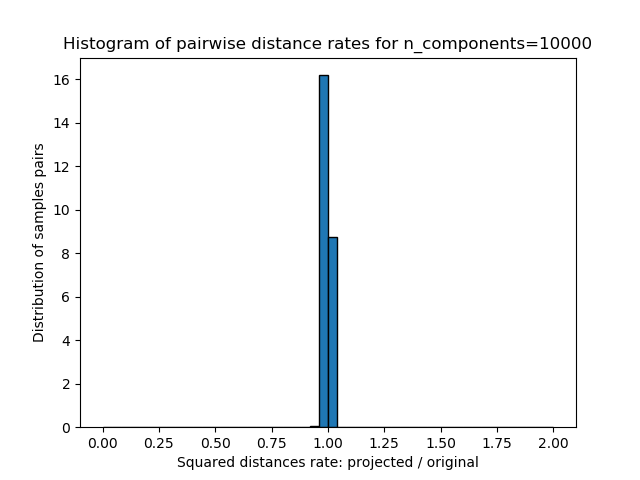 Histogram of pairwise distance rates for n_components=10000
16
14
12
10
8
6
4
2
0
Distribution of samples pairs
0.00 0.25 0.50 0.75 1.00 1.25 1.50 1.75 2.00
Squared distances rate: projected / original